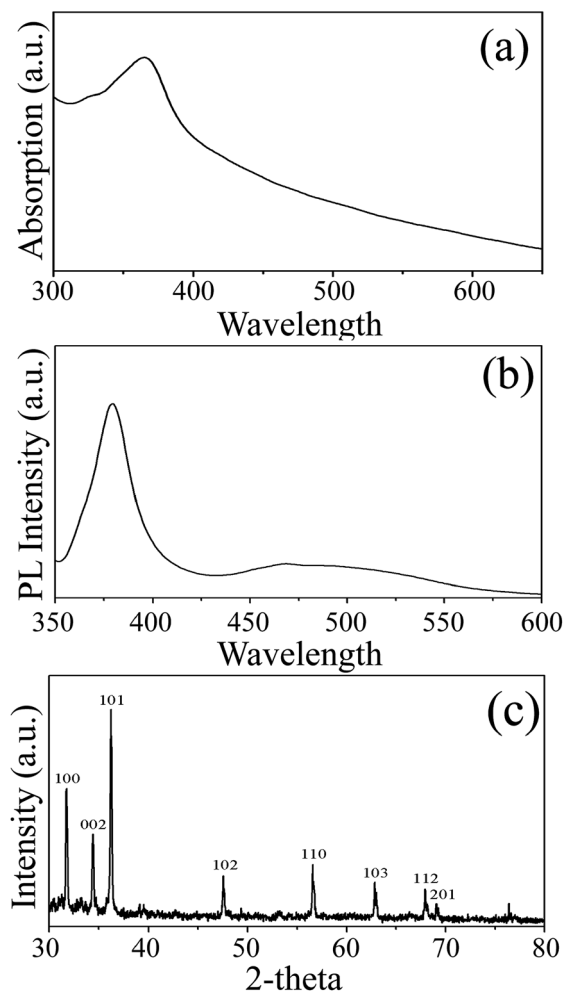 (a)
Absorption (a.u.)
300 400 500 600
Wavelength
(b)
PL Intensity (a.u.)
350 400 450 500 550 600
Wavelength
(c)
Intensity (a.u.)
101
100
002
102
110
103
112
201
30 40 50 60 70 80
2-theta